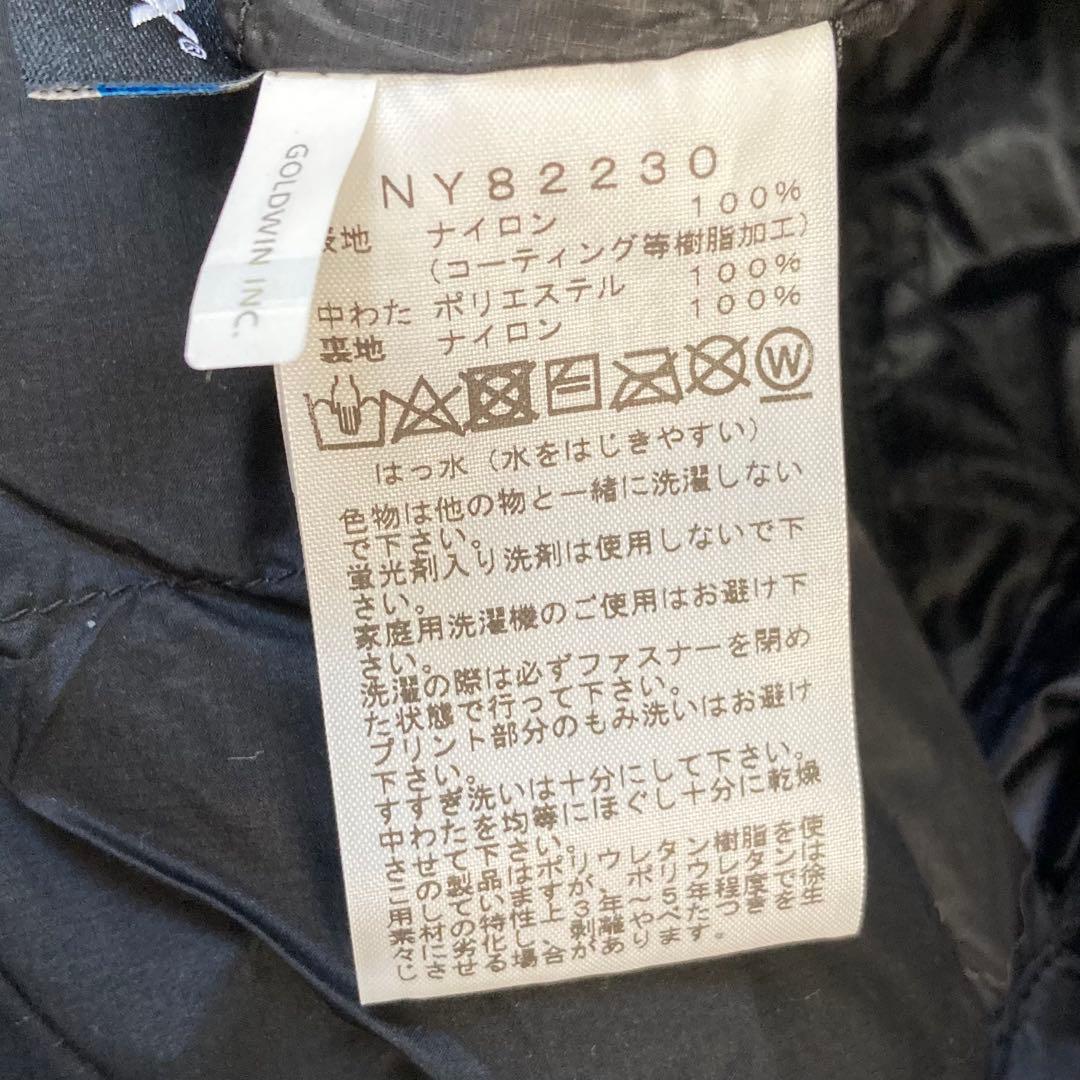 GOLDWIN INC.
NY82230
表地 ナイロン 100%
(コーティング等樹脂加工)
中わた ポリエステル 100%
裏地 ナイロン 100%
W
はっ水(水をはじきやすい)
色物は他の物と一緒に洗濯しない
で下さい。
蛍光剤入り洗剤は使用しないで下
さい。
家庭用洗濯機のご使用はお避け下
さい。
洗濯の際は必ずファスナーを閉め
た状態で行って下さい。
プリント部分のもみ洗いはお避け
下さい。
すすぎ洗いは十分にして下さい。
中わたを均等にほぐし十分に乾燥
させて下さい。
この製品はポリウレタン樹脂を使
用していますが、ポリウレタンは
素材の特性上3年~5年程度で徐
々に劣化し、剥離やべたつきを生
じさせる場合があります。